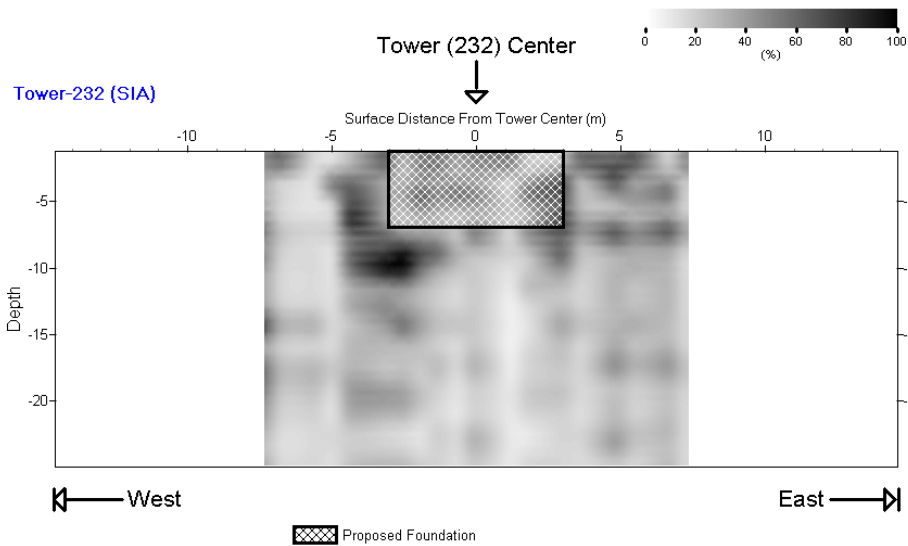 0 20 40 60 80 100
(%)
Tower (232) Center
Tower-232 (SIA)
Surface Distance From Tower Center (m)
-10 -5 0 5 10
-5
-10
-15
-20
Depth
West East
Proposed Foundation